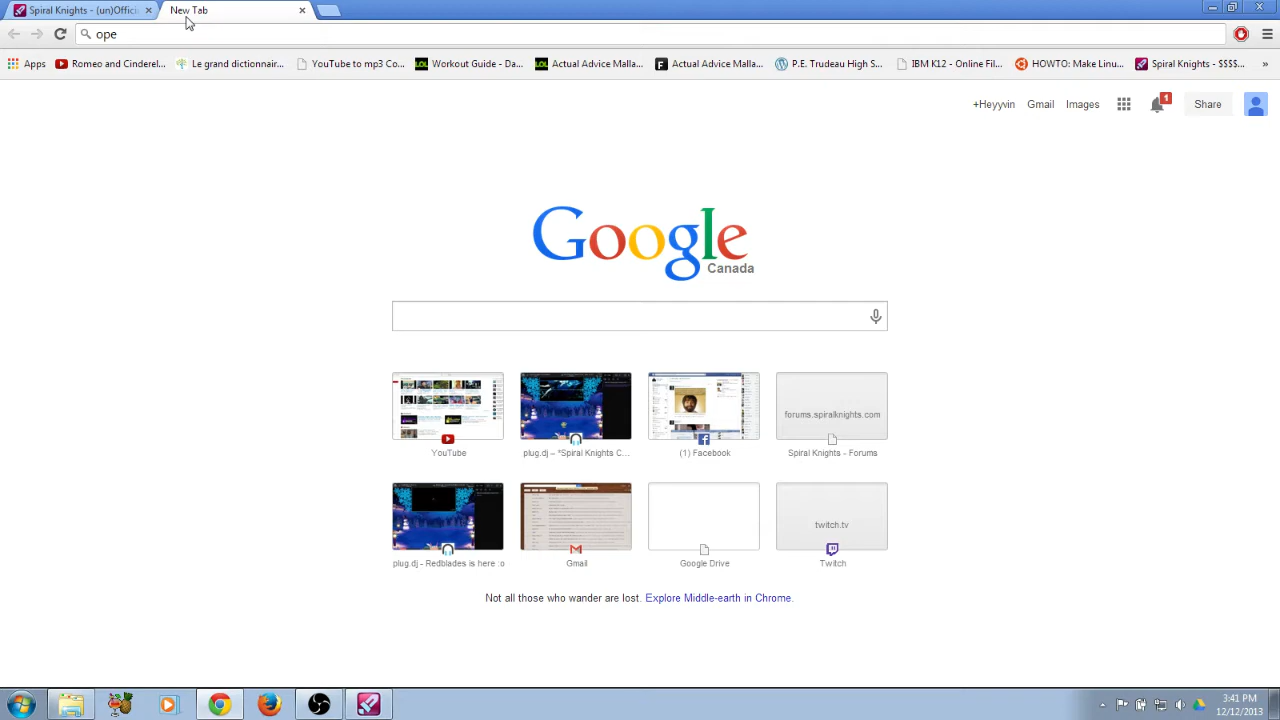 Spiral Knights - (un)Offici
New Tab
ope
Apps
Romeo and Cinderel...
Le grand dictionnair...
YouTube to mp3 Co...
Workout Guide - Da...
Actual Advice Malla...
Actual Advice Malla...
P.E. Trudeau High S...
IBM K12 - Online Fil...
HOWTO: Make Linu...
Spiral Knights - $$$$...
»
+Heyyvin
Gmail
Images
1
Share
Google
Canada
forums.spiralknights.com
YouTube
plug.dj – *Spiral Knights C...
(1) Facebook
Spiral Knights - Forums
twitch.tv
plug.dj - Redblades is here :o
Gmail
Google Drive
Twitch
Not all those who wander are lost. Explore Middle-earth in Chrome.
3:41 PM
12/12/2013